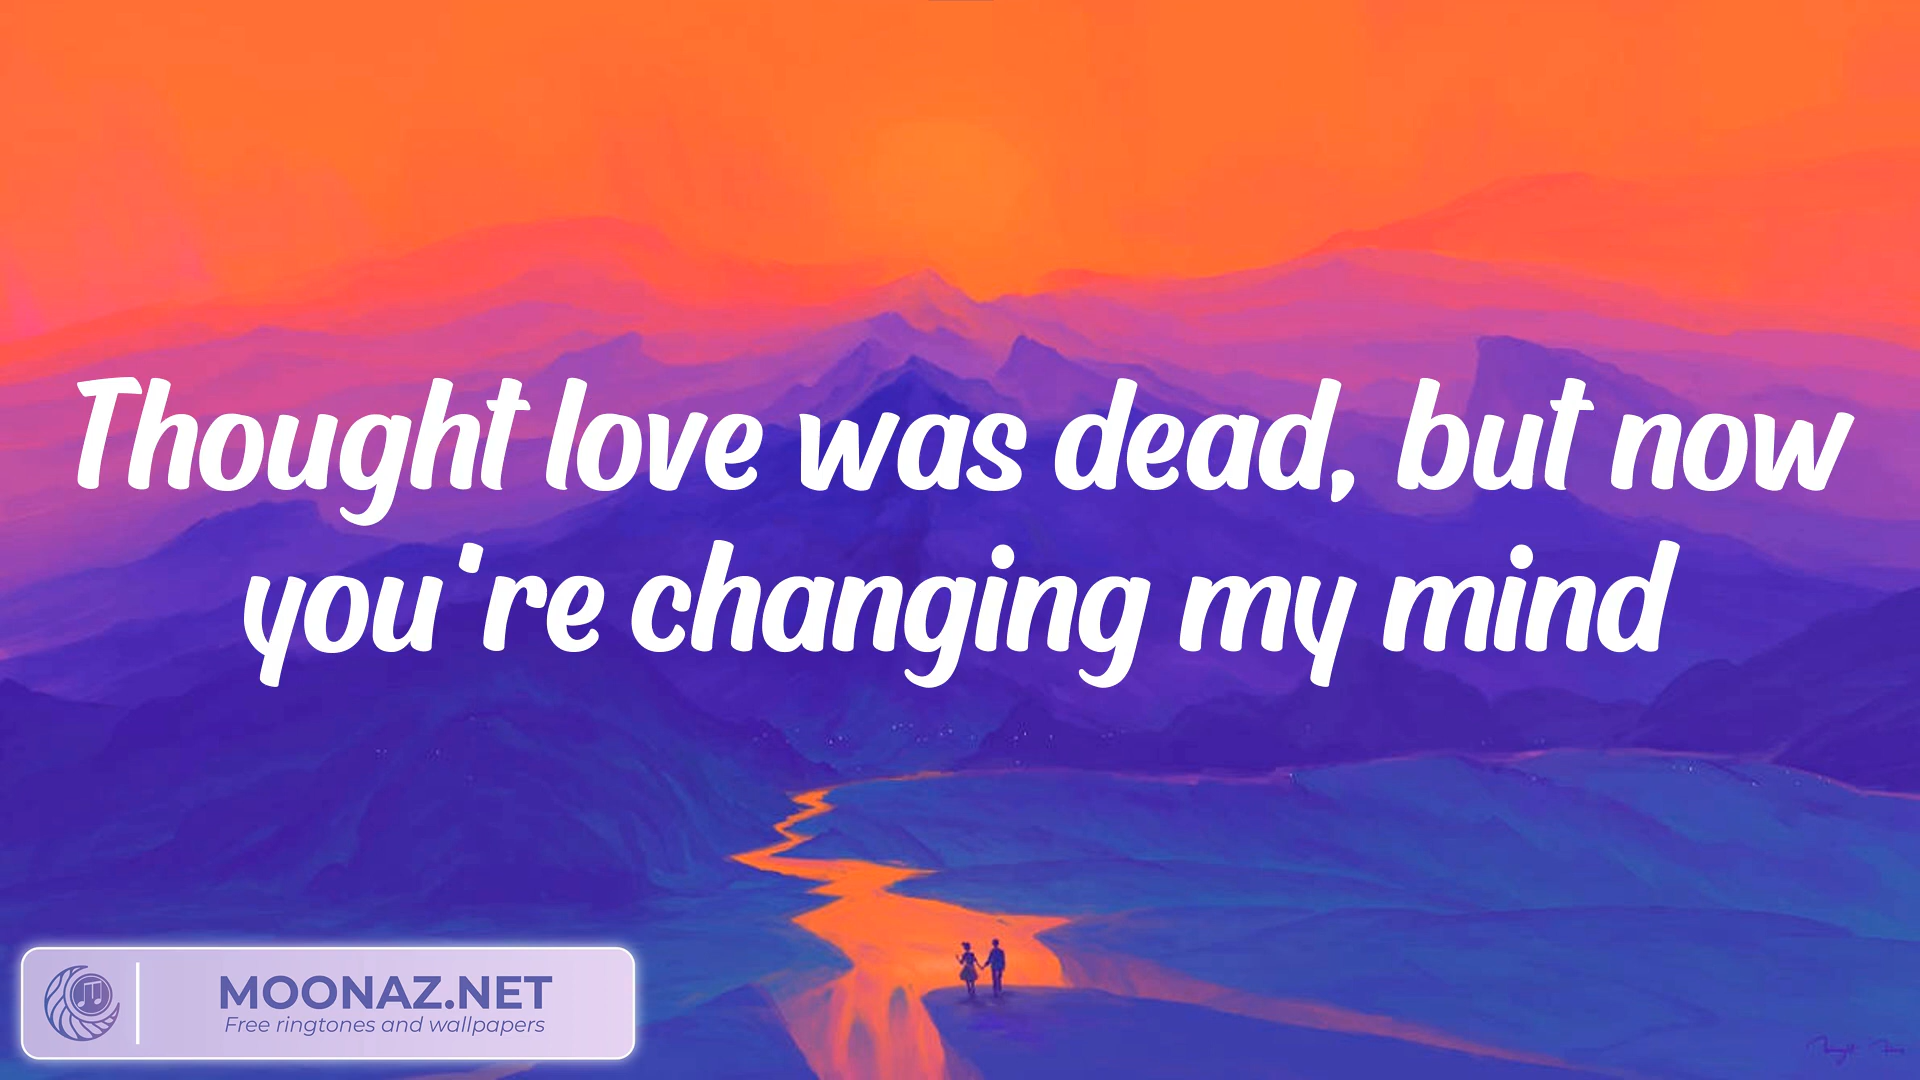 Thought love was dead, but now
you're changing my mind
MOONAZ.NET
Free ringtones and wallpapers